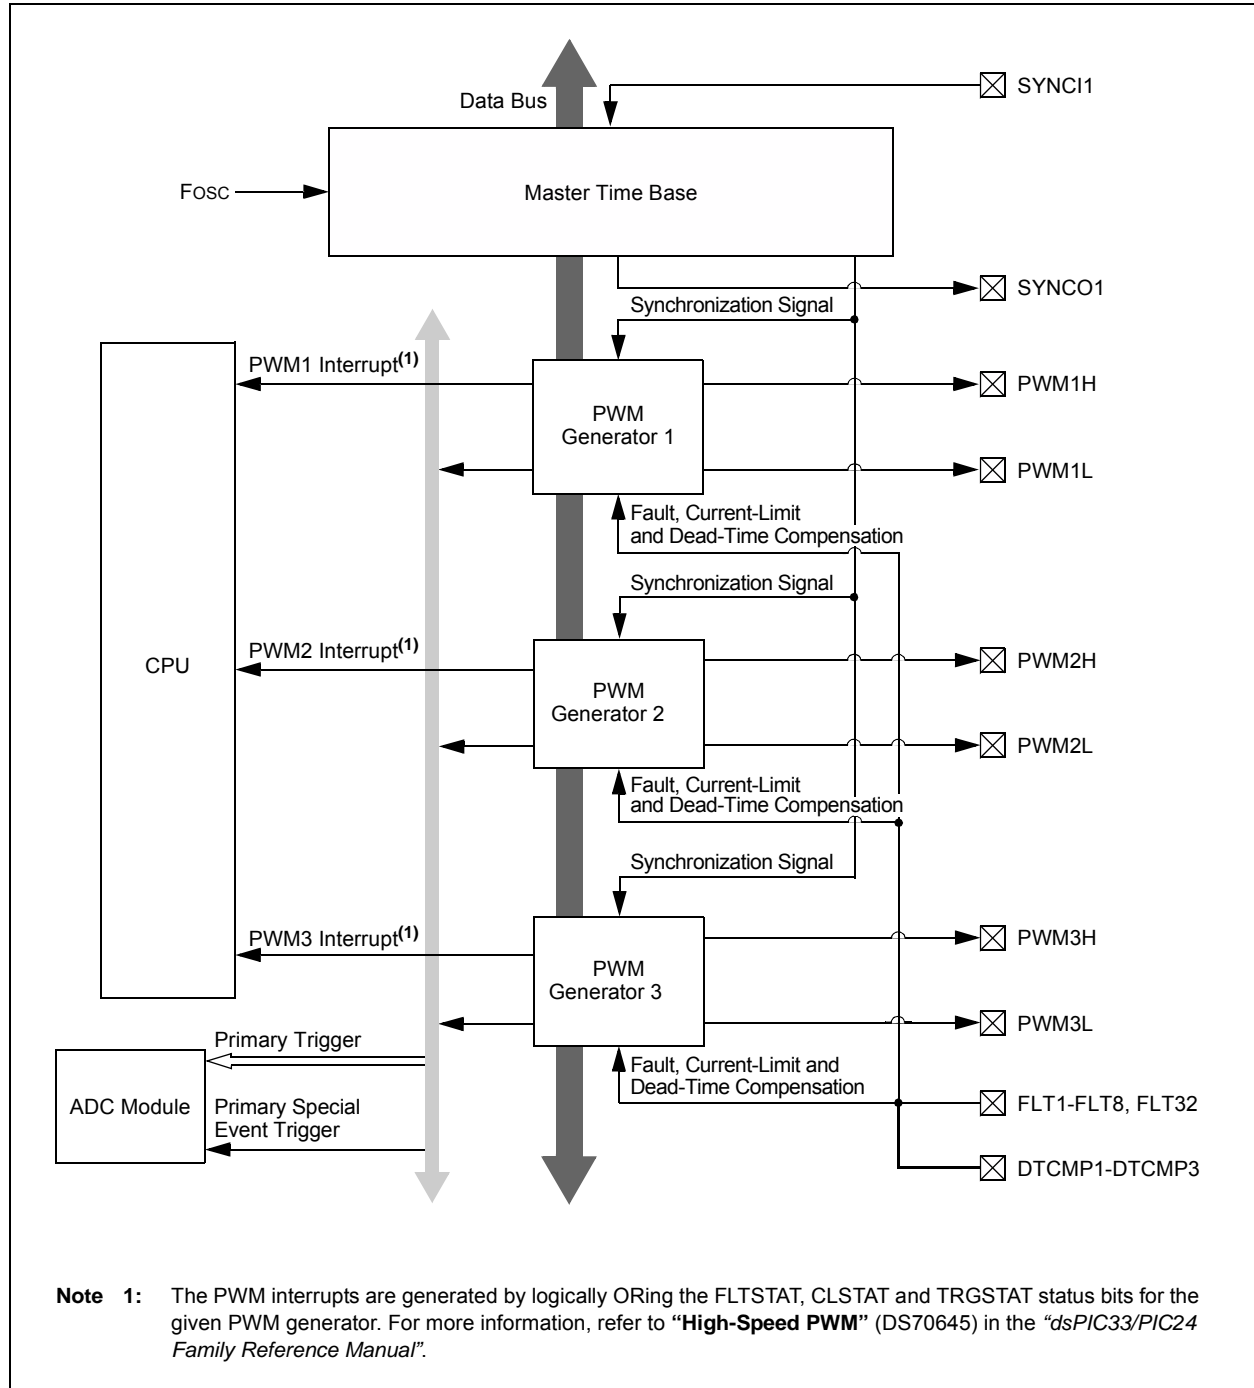 SYNCI1
Data Bus
Master Time Base
FOSC
SYNCO1
Synchronization Signal
PWM1 Interrupt(1)
PWM1H
PWM
Generator 1
PWM1L
Fault, Current-Limit
and Dead-Time Compensation
Synchronization Signal
PWM2 Interrupt(1)
PWM2H
CPU
PWM
Generator 2
PWM2L
Fault, Current-Limit
and Dead-Time Compensation
Synchronization Signal
PWM3 Interrupt(1)
PWM3H
PWM
Generator 3
PWM3L
Primary Trigger
Fault, Current-Limit and
Dead-Time Compensation
ADC Module
Primary Special
Event Trigger
FLT1-FLT8, FLT32
DTCMP1-DTCMP3
Note 1: The PWM interrupts are generated by logically ORing the FLTSTAT, CLSTAT and TRGSTAT status bits for the
given PWM generator. For more information, refer to “High-Speed PWM” (DS70645) in the “dsPIC33/PIC24
Family Reference Manual”.